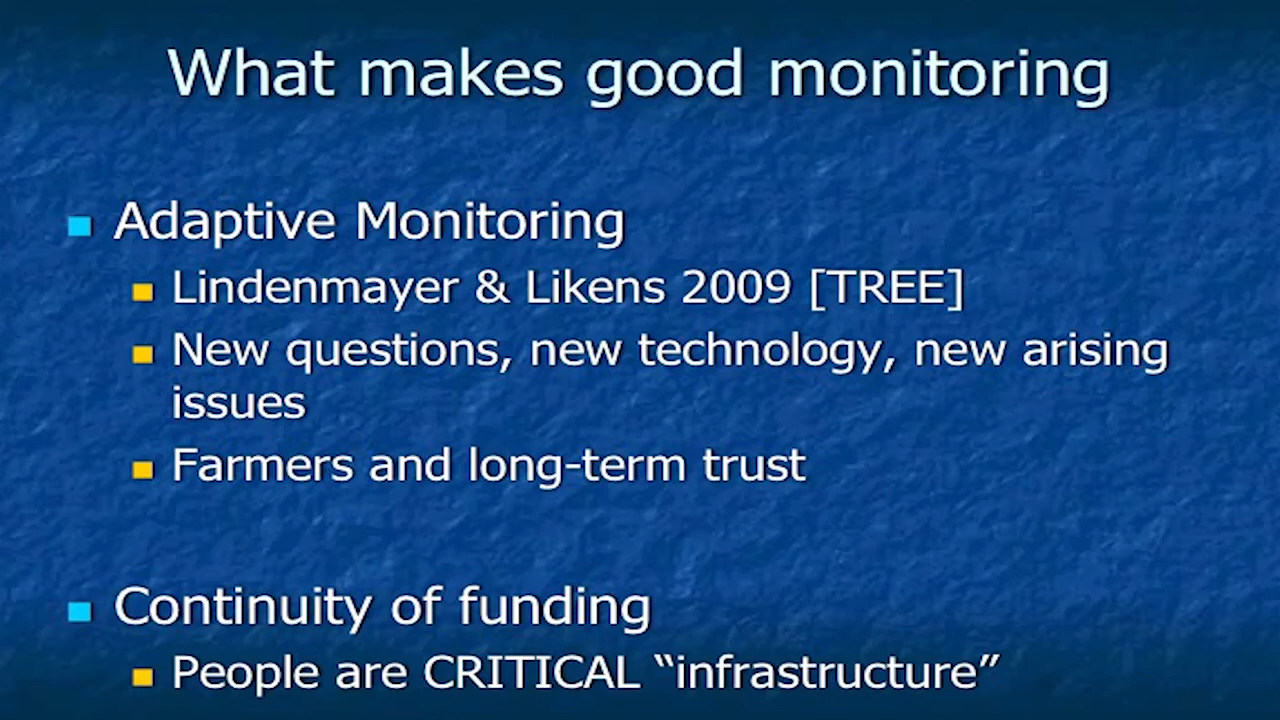 What makes good monitoring
Adaptive Monitoring
Lindenmayer & Likens 2009 [TREE]
New questions, new technology, new arising
issues
Farmers and long-term trust
Continuity of funding
People are CRITICAL “infrastructure”